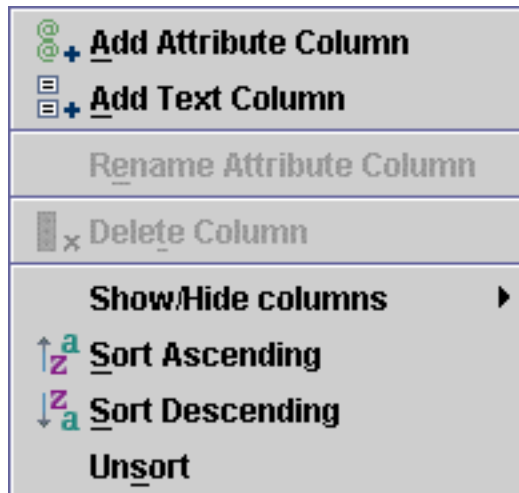 Add Attribute Column
Add Text Column
Rename Attribute Column
Delete Column
Show/Hide columns
Sort Ascending
Sort Descending
Unsort